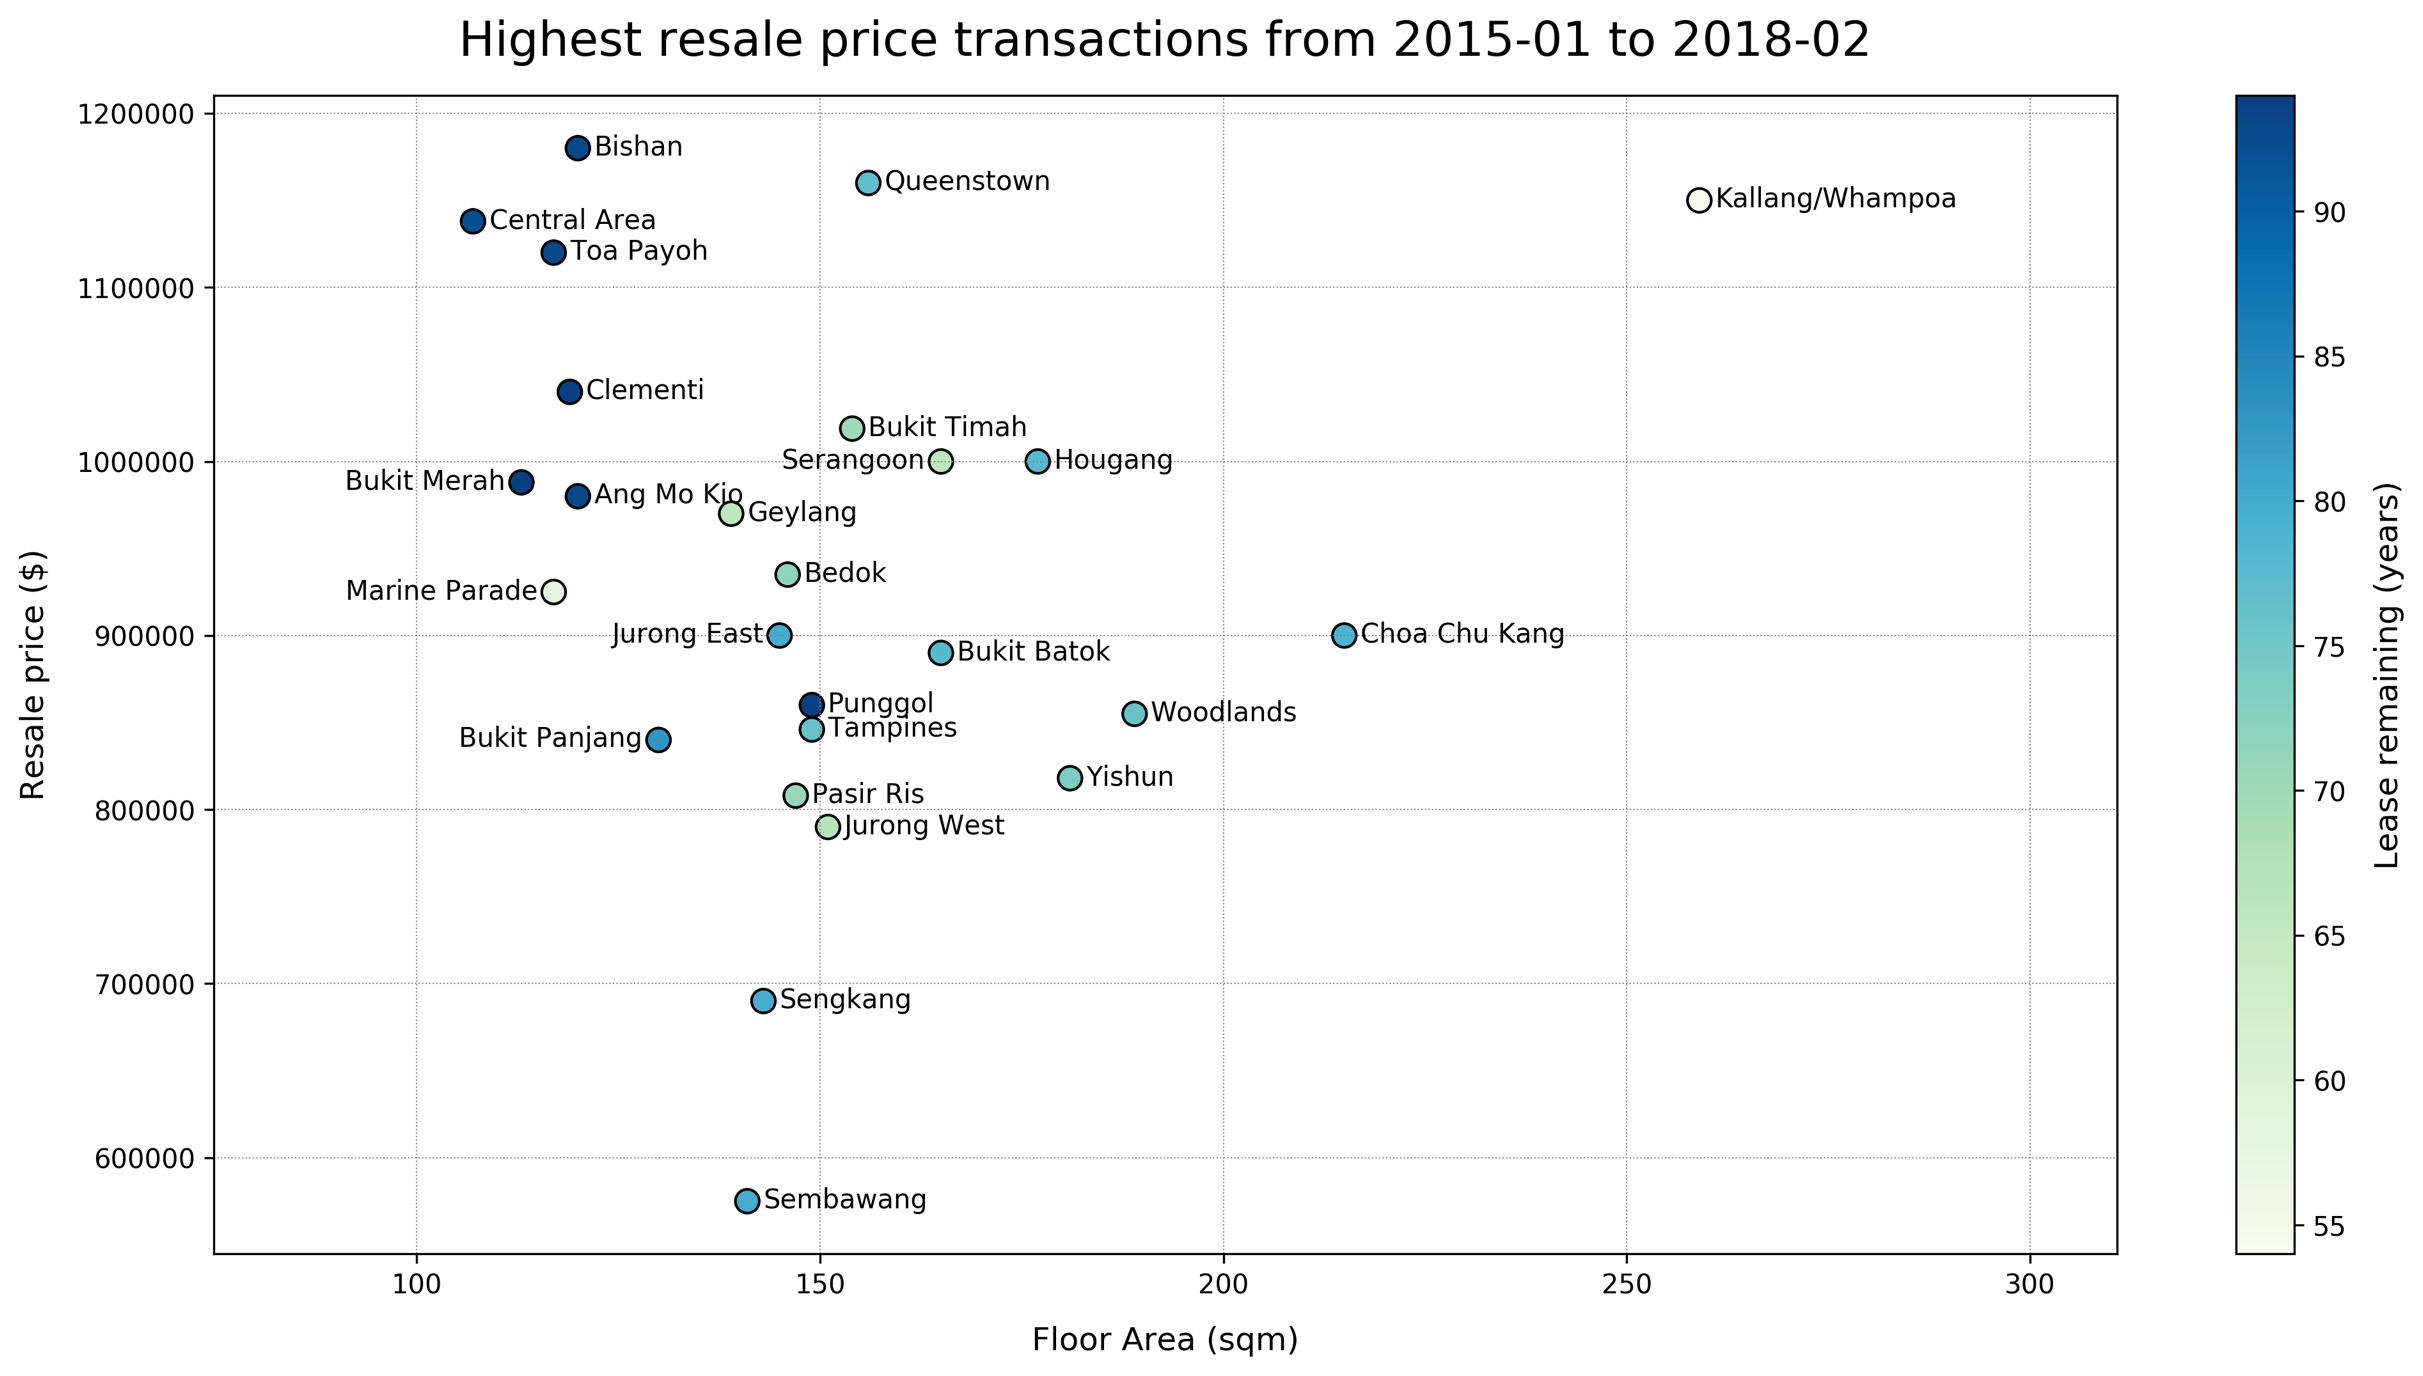 Highest resale price transactions from 2015-01 to 2018-02
1200000
1100000
1000000
900000
800000
700000
600000
Resale price ($)
Bishan
Queenstown
Kallang/Whampoa
Central Area
Toa Payoh
Clementi
Bukit Timah
Serangoon
Hougang
Bukit Merah
Ang Mo Kio
Geylang
Bedok
Marine Parade
Jurong East
Choa Chu Kang
Bukit Batok
Punggol
Woodlands
Tampines
Bukit Panjang
Yishun
Pasir Ris
Jurong West
Sengkang
Sembawang
100
150
200
250
300
Floor Area (sqm)
90
85
80
75
70
65
60
55
Lease remaining (years)